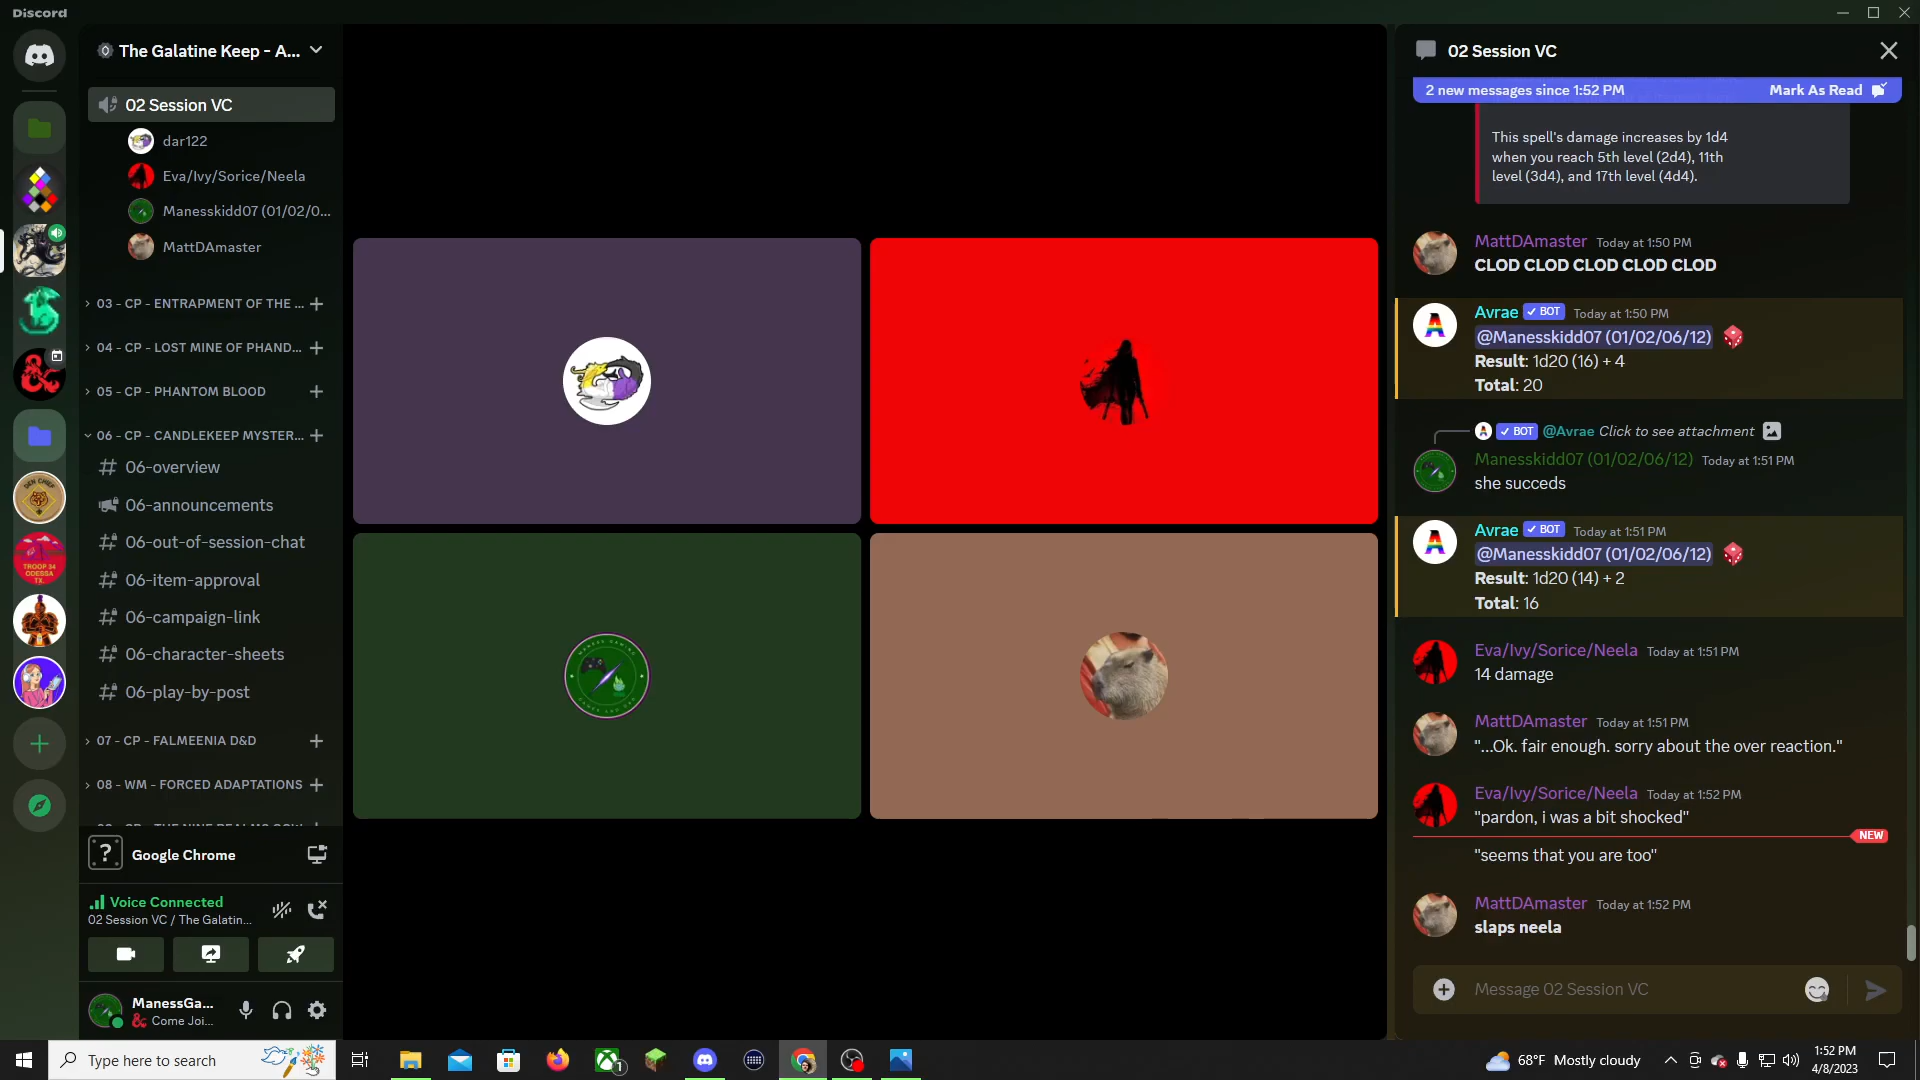 Discord
The Galatine Keep - A...
02 Session VC
dar122
Eva/Ivy/Sorice/Neela
Manesskidd07 (01/02/0...
MattDAmaster
03 - CP - ENTRAPMENT OF THE ...
04 - CP - LOST MINE OF PHAND...
05 - CP - PHANTOM BLOOD
06 - CP - CANDLEKEEP MYSTER...
06-overview
06-announcements
06-out-of-session-chat
06-item-approval
06-campaign-link
06-character-sheets
06-play-by-post
07 - CP - FALMEENIA D&D
08 - WM - FORCED ADAPTATIONS
Google Chrome
Voice Connected
02 Session VC / The Galatin...
ManessGa...
Come Joi...
DEN CHIEF
TROOP 34
ODESSA
TX.
02 Session VC
2 new messages since 1:52 PM
Mark As Read
This spell's damage increases by 1d4
when you reach 5th level (2d4), 11th
level (3d4), and 17th level (4d4).
MattDAmaster Today at 1:50 PM
CLOD CLOD CLOD CLOD CLOD
Avrae BOT Today at 1:50 PM
@Manesskidd07 (01/02/06/12)
Result: 1d20 (16) + 4
Total: 20
BOT @Avrae Click to see attachment
Manesskidd07 (01/02/06/12) Today at 1:51 PM
she succeds
Avrae BOT Today at 1:51 PM
@Manesskidd07 (01/02/06/12)
Result: 1d20 (14) + 2
Total: 16
Eva/Ivy/Sorice/Neela Today at 1:51 PM
14 damage
MattDAmaster Today at 1:51 PM
"...Ok. fair enough. sorry about the over reaction."
Eva/Ivy/Sorice/Neela Today at 1:52 PM
"pardon, i was a bit shocked"
NEW
"seems that you are too"
MattDAmaster Today at 1:52 PM
slaps neela
Message 02 Session VC
Type here to search
1
68°F Mostly cloudy
1:52 PM
4/8/2023